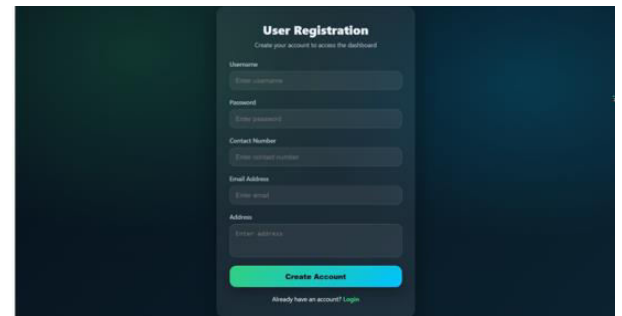 User Registration
Create your account to access the dashboard
Username
Enter username
Password
Enter password
Contact Number
Enter contact number
Email Address
Enter email
Address
Enter address
Create Account
Already have an account? Login